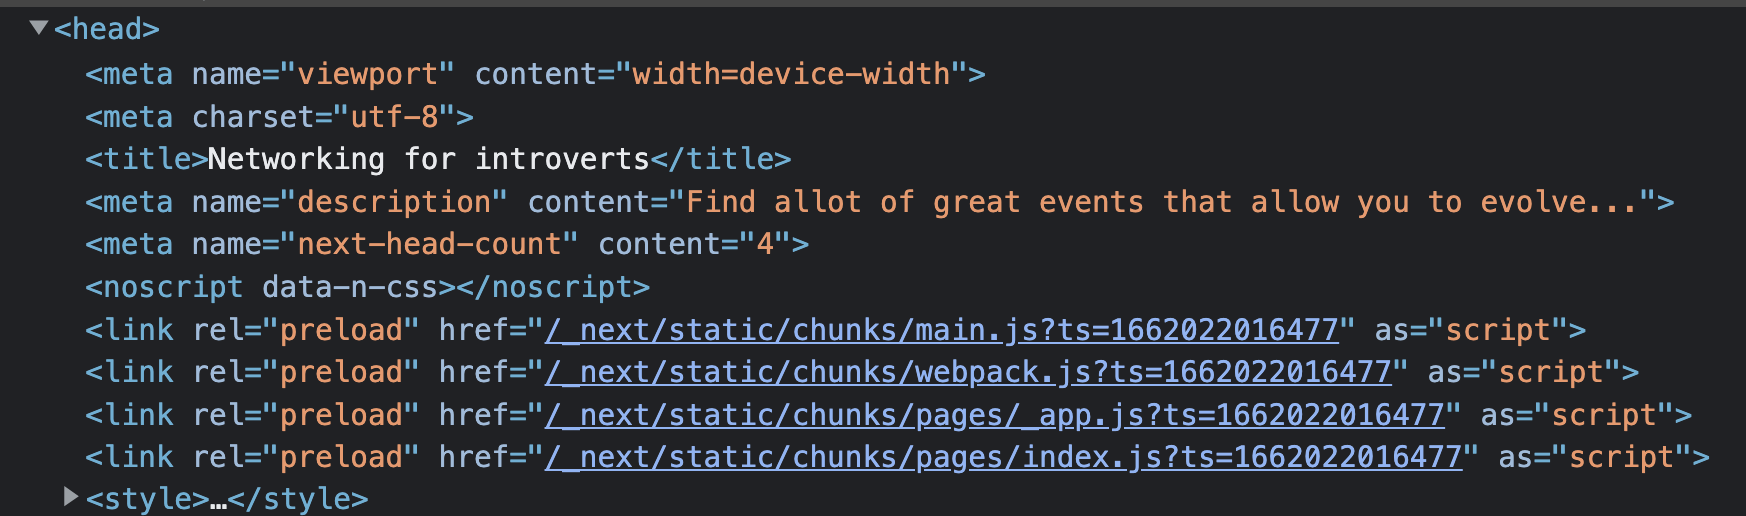 <head>
<meta name="viewport" content="width=device-width">
<meta charset="utf-8">
<title>Networking for introverts</title>
<meta name="description" content="Find allot of great events that allow you to evolve...">
<meta name="next-head-count" content="4">
<noscript data-n-css></noscript>
<link rel="preload" href="/_next/static/chunks/main.js?ts=1662022016477" as="script">
<link rel="preload" href="/_next/static/chunks/webpack.js?ts=1662022016477" as="script">
<link rel="preload" href="/_next/static/chunks/pages/_app.js?ts=1662022016477" as="script">
<link rel="preload" href="/_next/static/chunks/pages/index.js?ts=1662022016477" as="script">
<style>…</style>